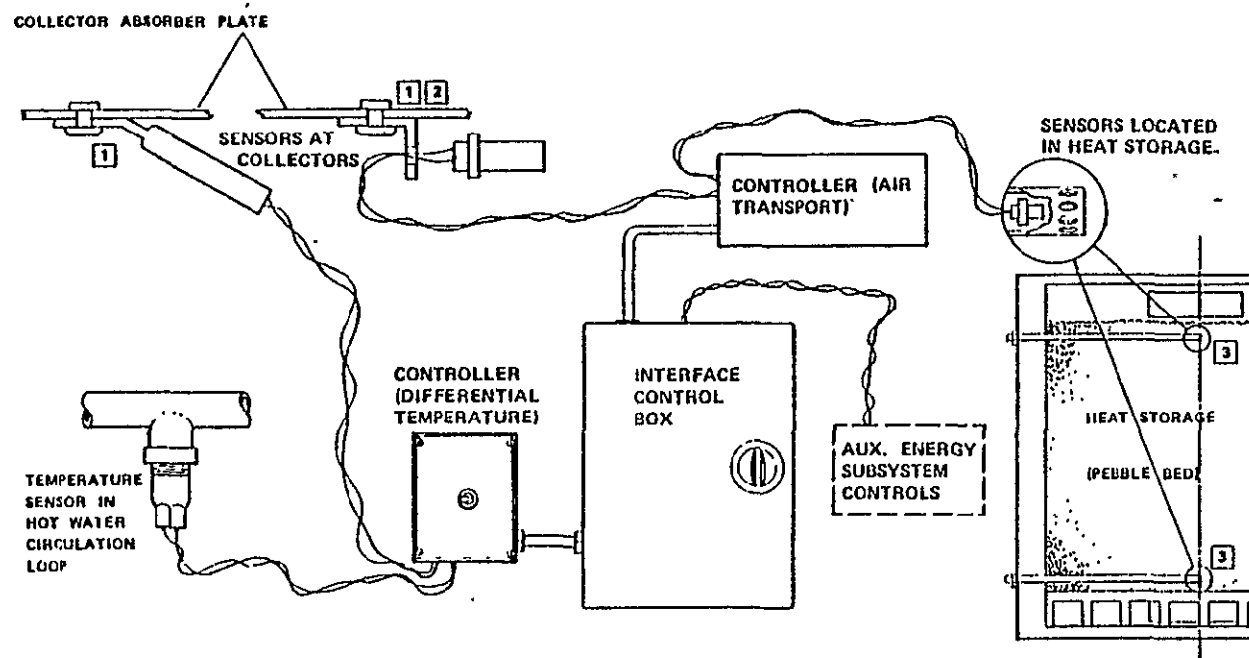 COLLECTOR ABSORBER PLATE
1 2
1
SENSORS AT
COLLECTORS
SENSORS LOCATED
IN HEAT STORAGE.
CONTROLLER (AIR
TRANSPORT)
3
CONTROLLER
(DIFFERENTIAL
TEMPERATURE)
INTERFACE
CONTROL
BOX
HEAT STORAGE
(PEBBLE BED)
AUX. ENERGY
SUBSYSTEM
CONTROLS
TEMPERATURE
SENSOR IN
HOT WATER
CIRCULATION
LOOP
3